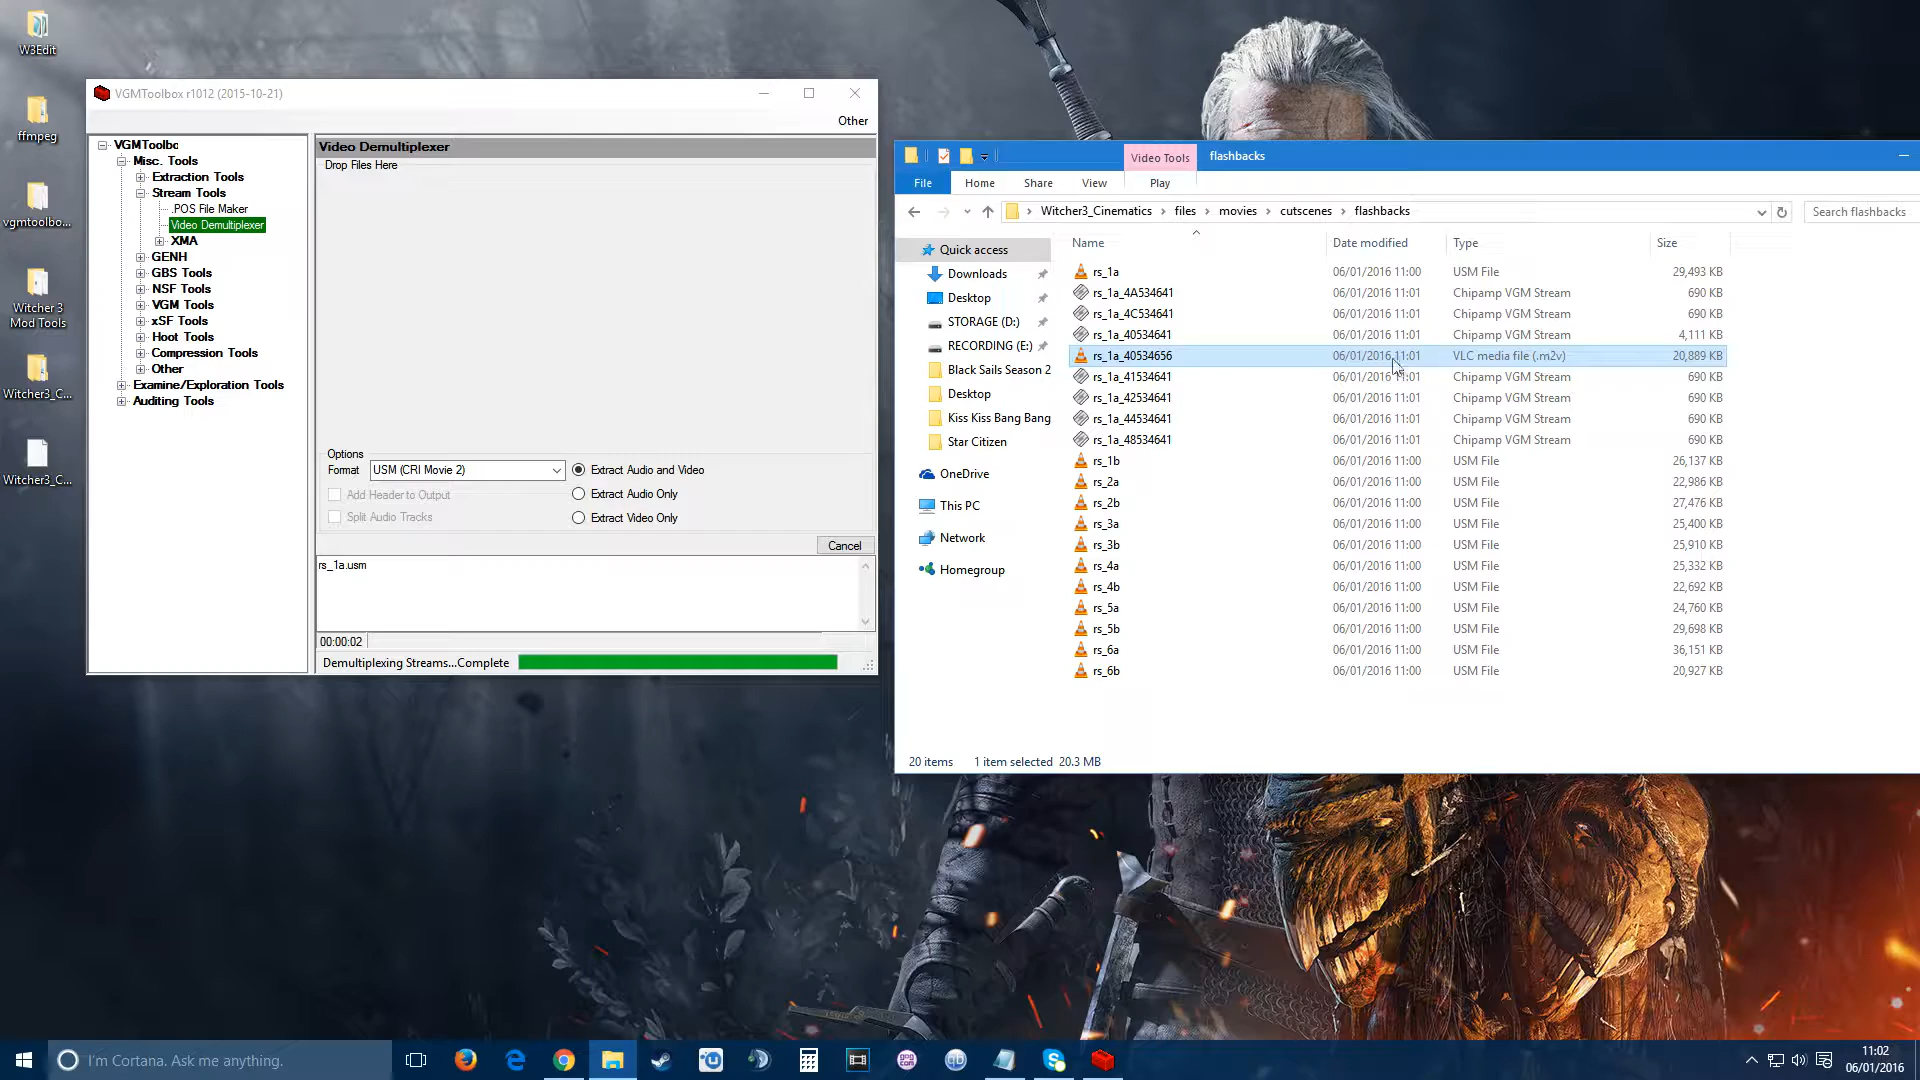 W3Edit
ffmpeg
vgmtoolbo...
Witcher 3
Mod Tools
Witcher3_C...
Witcher3_C...
VGMToolbox r1012 (2015-10-21)
Other
VGMToolbo
Misc. Tools
Extraction Tools
Stream Tools
.POS File Maker
Video Demultiplexer
XMA
GENH
GBS Tools
NSF Tools
VGM Tools
xSF Tools
Hoot Tools
Compression Tools
Other
Examine/Exploration Tools
Auditing Tools
Video Demultiplexer
Drop Files Here
Options
Format USM (CRI Movie 2) Extract Audio and Video
Add Header to Output Extract Audio Only
Split Audio Tracks Extract Video Only
Cancel
rs_1a.usm
00:00:02
Demultiplexing Streams...Complete
Video Tools flashbacks
File Home Share View Play
Witcher3_Cinematics files movies cutscenes flashbacks Search flashbacks
Quick access
Downloads
Desktop
STORAGE (D:)
RECORDING (E:)
Black Sails Season 2
Desktop
Kiss Kiss Bang Bang
Star Citizen
OneDrive
This PC
Network
Homegroup
Name Date modified Type Size
rs_1a 06/01/2016 11:00 USM File 29,493 KB
rs_1a_4A534641 06/01/2016 11:01 Chipamp VGM Stream 690 KB
rs_1a_4C534641 06/01/2016 11:01 Chipamp VGM Stream 690 KB
rs_1a_40534641 06/01/2016 11:01 Chipamp VGM Stream 4,111 KB
rs_1a_40534656 06/01/2016 11:01 VLC media file (.m2v) 20,889 KB
rs_1a_41534641 06/01/2016 11:01 Chipamp VGM Stream 690 KB
rs_1a_42534641 06/01/2016 11:01 Chipamp VGM Stream 690 KB
rs_1a_44534641 06/01/2016 11:01 Chipamp VGM Stream 690 KB
rs_1a_48534641 06/01/2016 11:01 Chipamp VGM Stream 690 KB
rs_1b 06/01/2016 11:00 USM File 26,137 KB
rs_2a 06/01/2016 11:00 USM File 22,986 KB
rs_2b 06/01/2016 11:00 USM File 27,476 KB
rs_3a 06/01/2016 11:00 USM File 25,400 KB
rs_3b 06/01/2016 11:00 USM File 25,910 KB
rs_4a 06/01/2016 11:00 USM File 25,332 KB
rs_4b 06/01/2016 11:00 USM File 22,692 KB
rs_5a 06/01/2016 11:00 USM File 24,760 KB
rs_5b 06/01/2016 11:00 USM File 29,698 KB
rs_6a 06/01/2016 11:00 USM File 36,151 KB
rs_6b 06/01/2016 11:00 USM File 20,927 KB
20 items 1 item selected 20.3 MB
I'm Cortana. Ask me anything.
gog
com
qb
11:02
06/01/2016